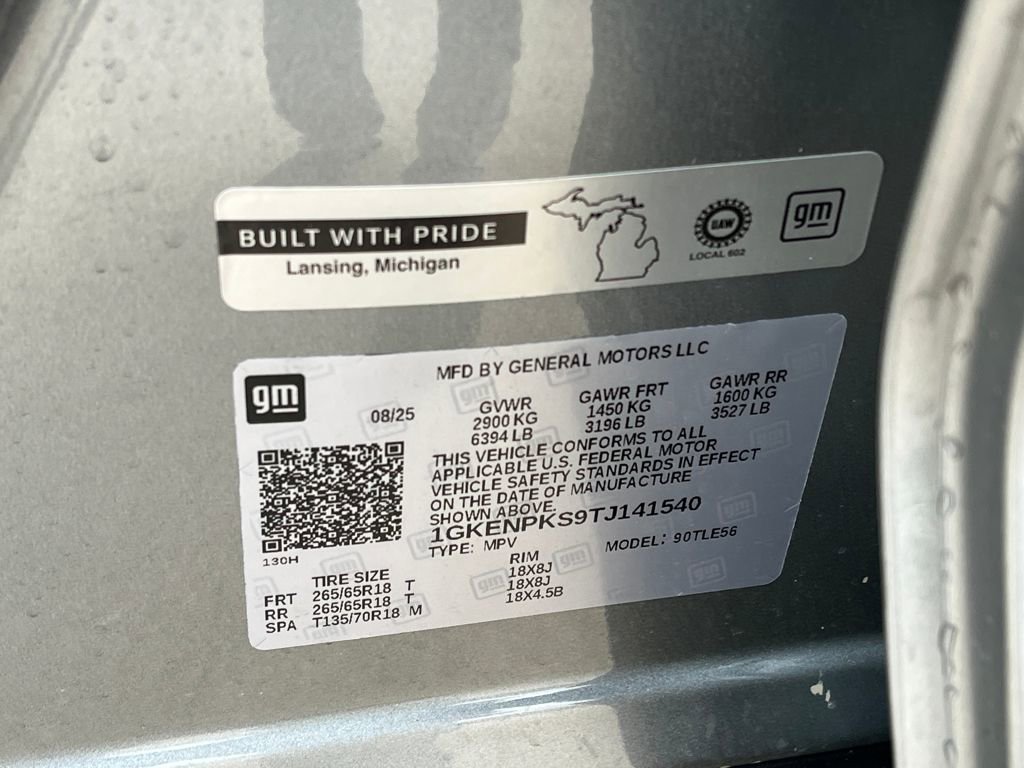 BUILT WITH PRIDE
Lansing, Michigan
UAW
LOCAL 602
gm
gm
MFD BY GENERAL MOTORS LLC
08/25
GVWR GAWR FRT GAWR RR
2900 KG 1450 KG 1600 KG
6394 LB 3196 LB 3527 LB
THIS VEHICLE CONFORMS TO ALL
APPLICABLE U.S. FEDERAL MOTOR
VEHICLE SAFETY STANDARDS IN EFFECT
ON THE DATE OF MANUFACTURE
SHOWN ABOVE.
1GKENPKS9TJ141540
TYPE: MPV MODEL: 90TLE56
130H
TIRE SIZE RIM
FRT 265/65R18 T 18X8J
RR 265/65R18 T 18X8J
SPA T135/70R18 M 18X4.5B